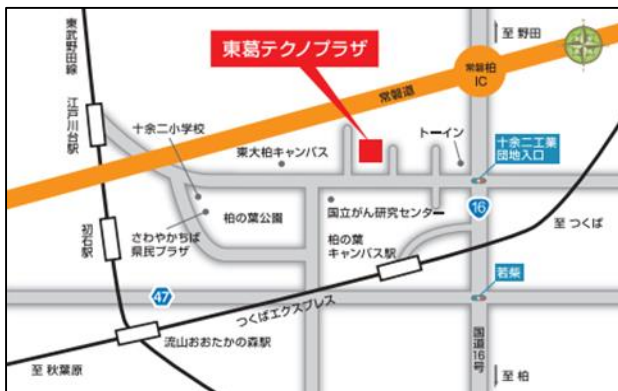 東武野田線
江戸川台駅
初石駅
東葛テクノプラザ
至 野田
常磐柏
IC
常磐道
十余二小学校
東大柏キャンパス
トーイン
十余二工業
団地入口
さわやかちば
県民プラザ
柏の葉公園
国立がん研究センター
16
柏の葉
キャンパス駅
至 つくば
47
つくばエクスプレス
若柴
流山おおたかの森駅
国道16号
至 秋葉原
至 柏